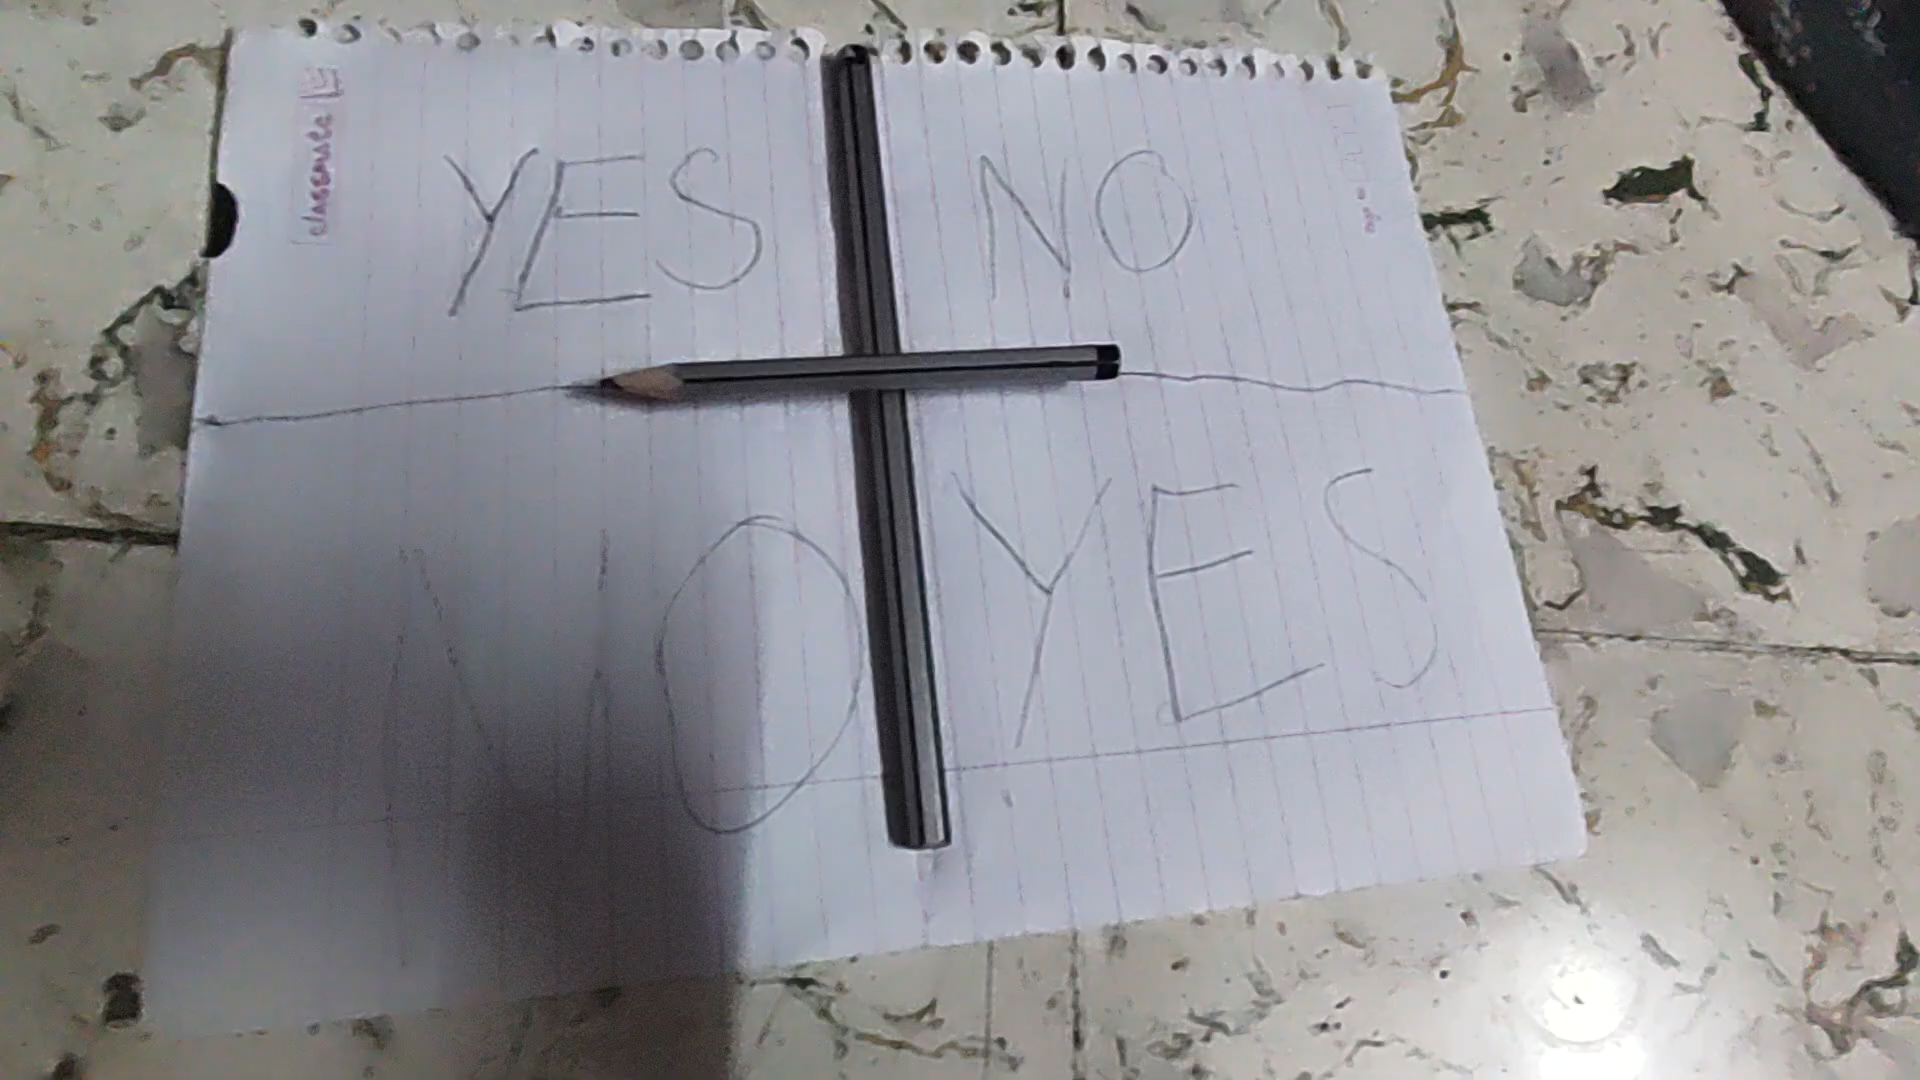 classmate
YES NO
NO YES